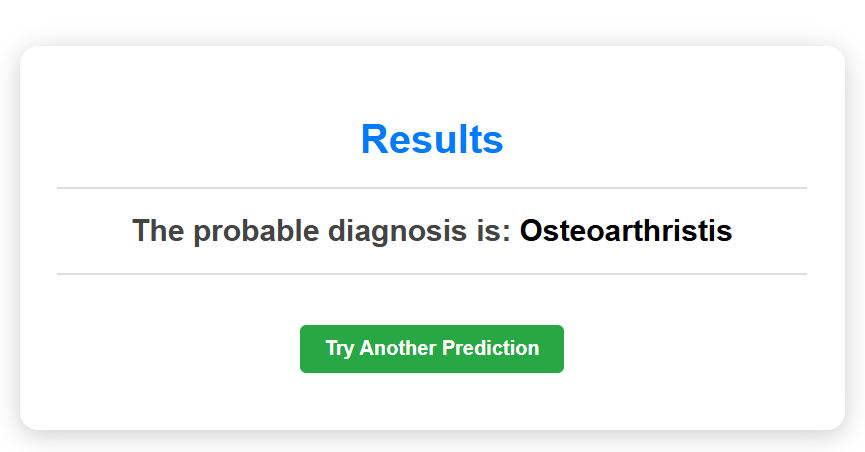 Results
The probable diagnosis is: Osteoarthristis
Try Another Prediction